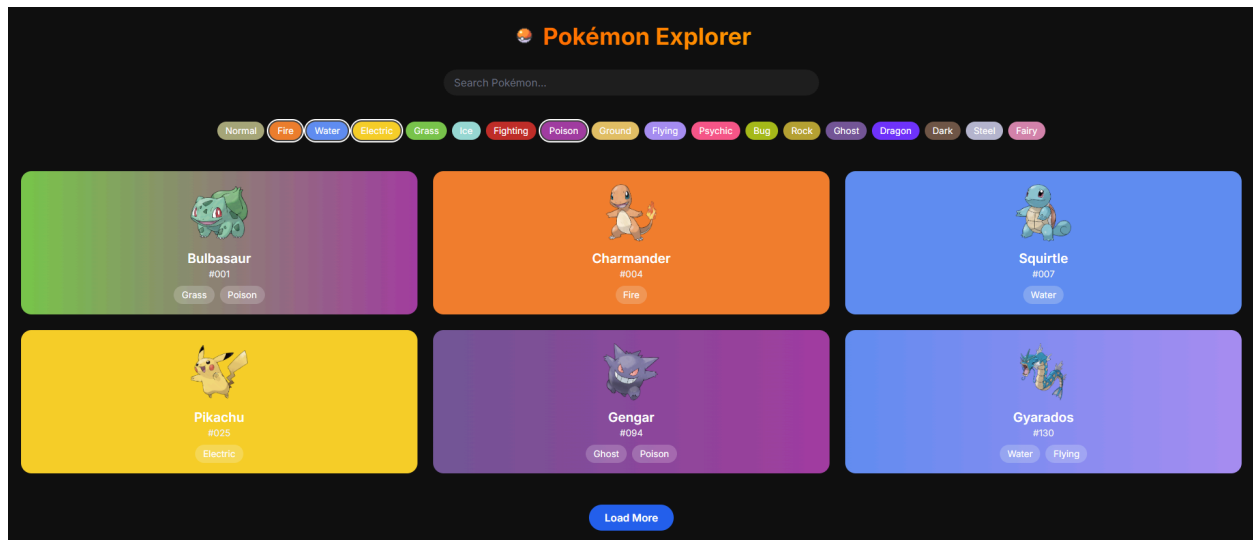 Pokémon Explorer
Search Pokémon...
Normal Fire Water Electric Grass Ice Fighting Poison Ground Flying Psychic Bug Rock Ghost Dragon Dark Steel Fairy
Bulbasaur
#001
Grass Poison
Charmander
#004
Fire
Squirtle
#007
Water
Pikachu
#025
Electric
Gengar
#094
Ghost Poison
Gyarados
#130
Water Flying
Load More